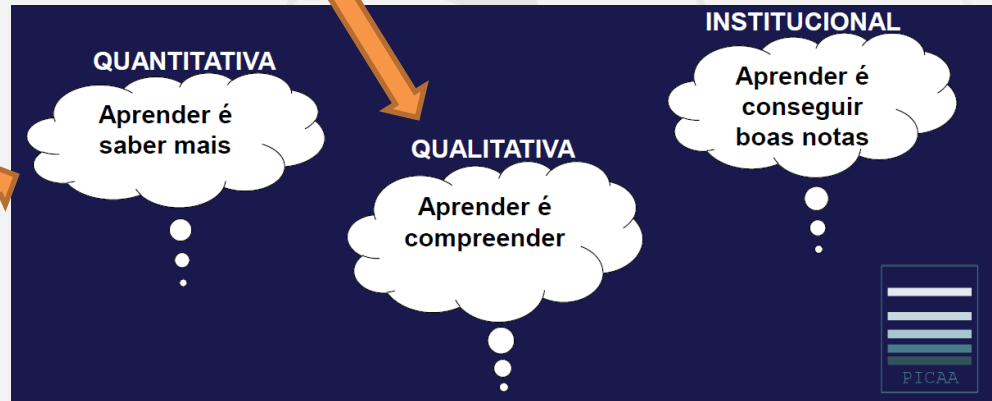 QUANTITATIVA
Aprender é
saber mais
QUALITATIVA
Aprender é
compreender
INSTITUCIONAL
Aprender é
conseguir
boas notas
PICAA